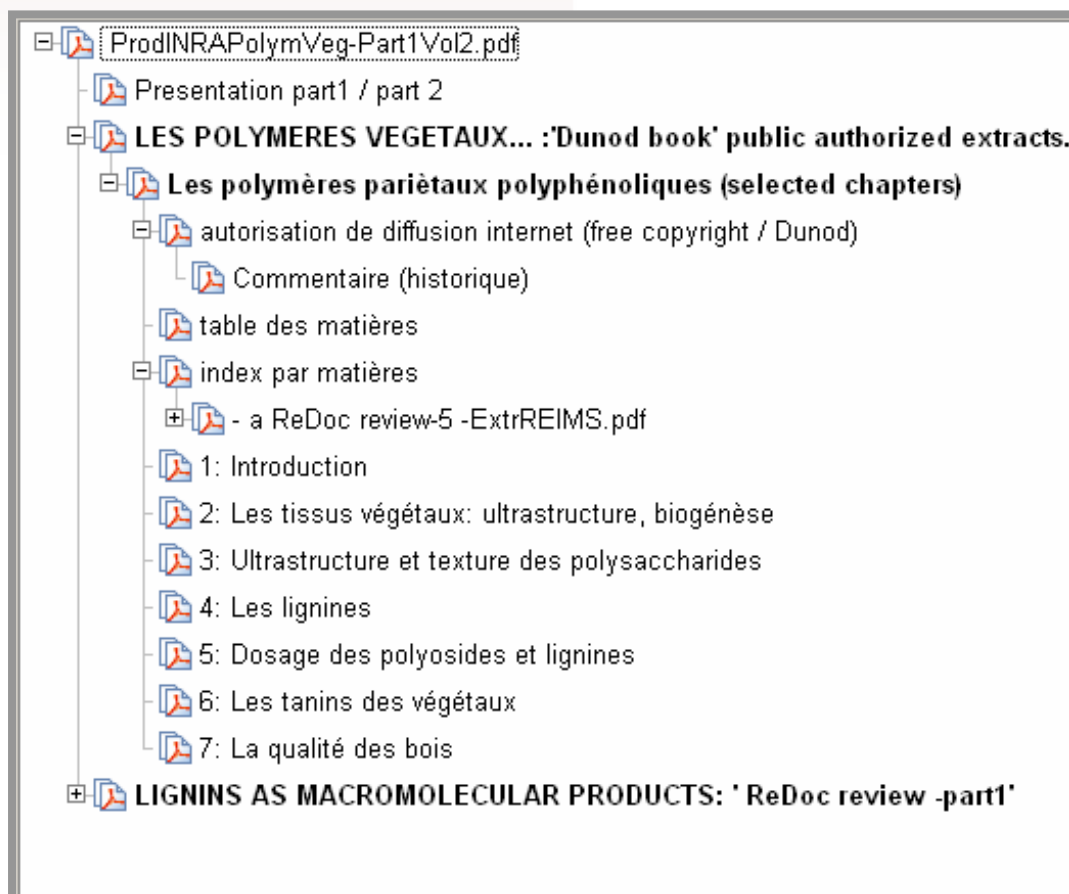 ProdINRAPolymVeg-Part1Vol2.pdf
Presentation part1 / part 2
LES POLYMERES VEGETAUX... :'Dunod book' public authorized extracts.
Les polymères pariètaux polyphénoliques (selected chapters)
autorisation de diffusion internet (free copyright / Dunod)
Commentaire (historique)
table des matières
index par matières
- a ReDoc review-5 -ExtrREIMS.pdf
1: Introduction
2: Les tissus végétaux: ultrastructure, biogénèse
3: Ultrastructure et texture des polysaccharides
4: Les lignines
5: Dosage des polyosides et lignines
6: Les tanins des végétaux
7: La qualité des bois
LIGNINS AS MACROMOLECULAR PRODUCTS: ' ReDoc review -part1'